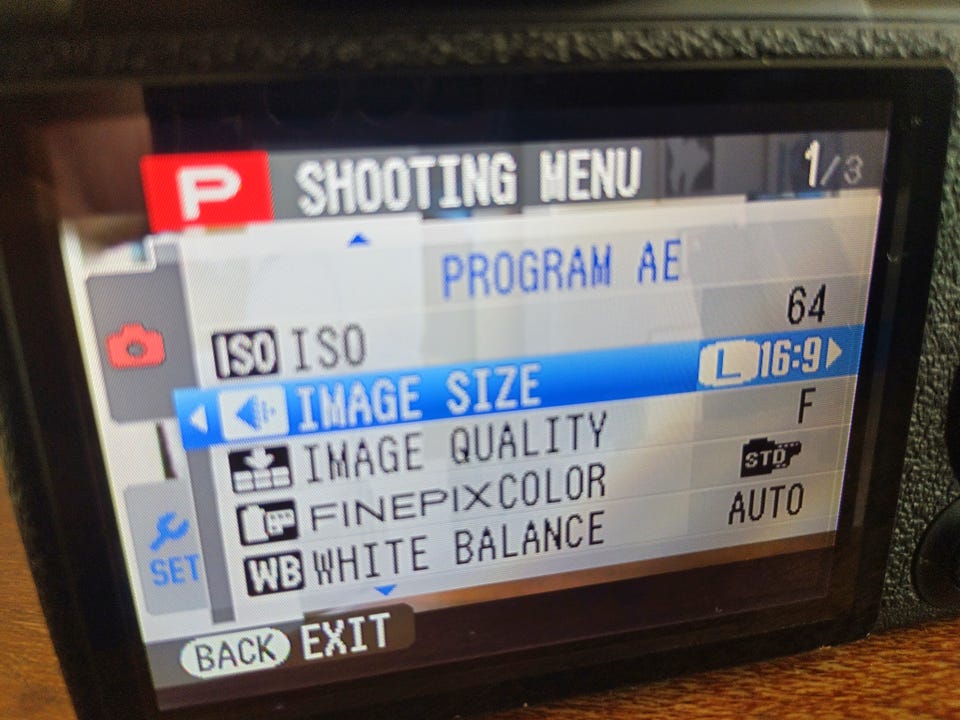 P SHOOTING MENU 1/3
PROGRAM AE
ISO ISO 64
IMAGE SIZE L 16:9
IMAGE QUALITY F
FINEPIXCOLOR STD
WB WHITE BALANCE AUTO
SET
BACK EXIT